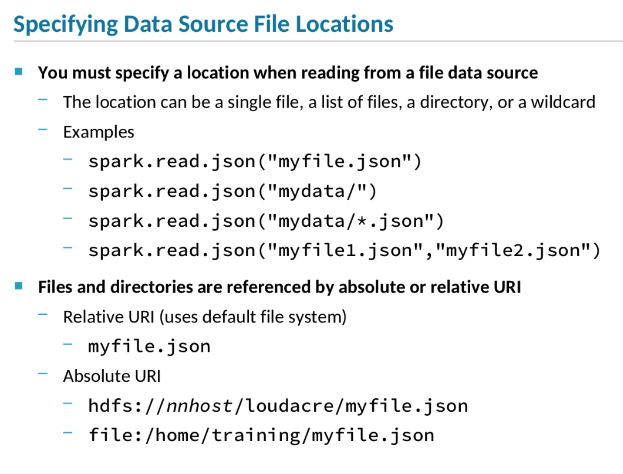 Specifying Data Source File Locations
You must specify a location when reading from a file data source
– The location can be a single file, a list of files, a directory, or a wildcard
– Examples
– spark.read.json("myfile.json")
– spark.read.json("mydata/")
– spark.read.json("mydata/*.json")
– spark.read.json("myfile1.json","myfile2.json")
Files and directories are referenced by absolute or relative URI
– Relative URI (uses default file system)
– myfile.json
– Absolute URI
– hdfs://nnhost/loudacre/myfile.json
– file:/home/training/myfile.json